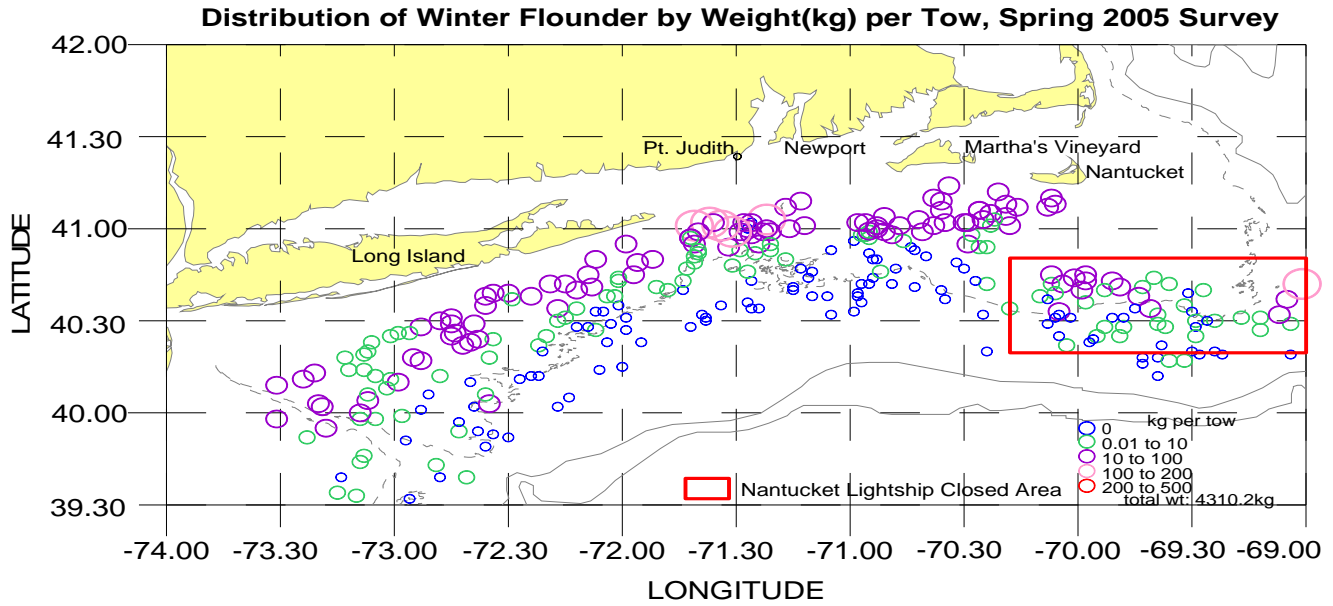 Distribution of Winter Flounder by Weight(kg) per Tow, Spring 2005 Survey
42.00
41.30
41.00
40.30
40.00
39.30
LATITUDE
Pt. Judith
Newport
Martha's Vineyard
Nantucket
Long Island
kg per tow
0
0.01 to 10
10 to 100
100 to 200
200 to 500
total wt: 4310.2kg
Nantucket Lightship Closed Area
-74.00 -73.30 -73.00 -72.30 -72.00 -71.30 -71.00 -70.30 -70.00 -69.30 -69.00
LONGITUDE